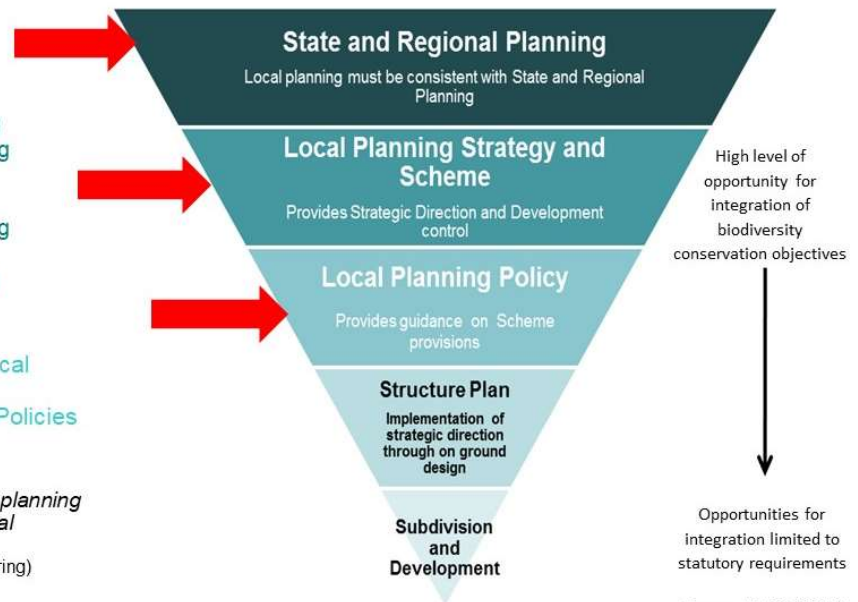 State and Regional Planning
Local planning must be consistent with State and Regional
Planning
Local Planning Strategy and
Scheme
Provides Strategic Direction and Development
control
Local Planning Policy
Provides guidance on Scheme
provisions
Structure Plan
Implementation of
strategic direction
through on ground
design
Subdivision
and
Development
High level of
opportunity for
integration of
biodiversity
conservation objectives
Opportunities for
integration limited to
statutory requirements
Policies
planning